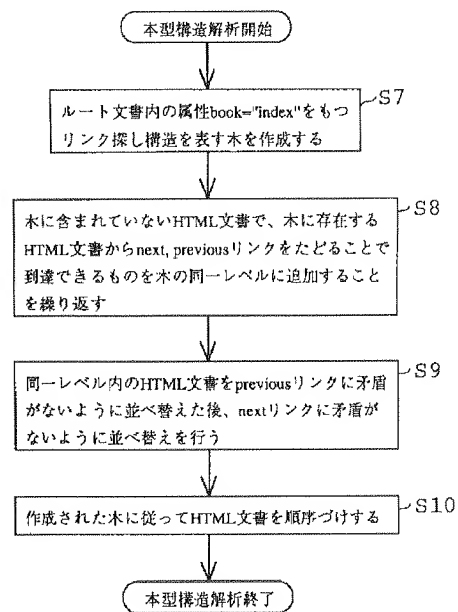 本型構造解析開始
S7
ルート文書内の属性book="index"をもつ
リンク探し構造を表す木を作成する
S8
木に含まれていないHTML文書で、木に存在する
HTML文書からnext, previousリンクをたどることで
到達できるものを木の同一レベルに追加すること
を繰り返す
S9
同一レベル内のHTML文書をpreviousリンクに矛盾
がないように並べ替えた後、nextリンクに矛盾が
ないように並べ替えを行う
S10
作成された木に従ってHTML文書を順序づけする
本型構造解析終了